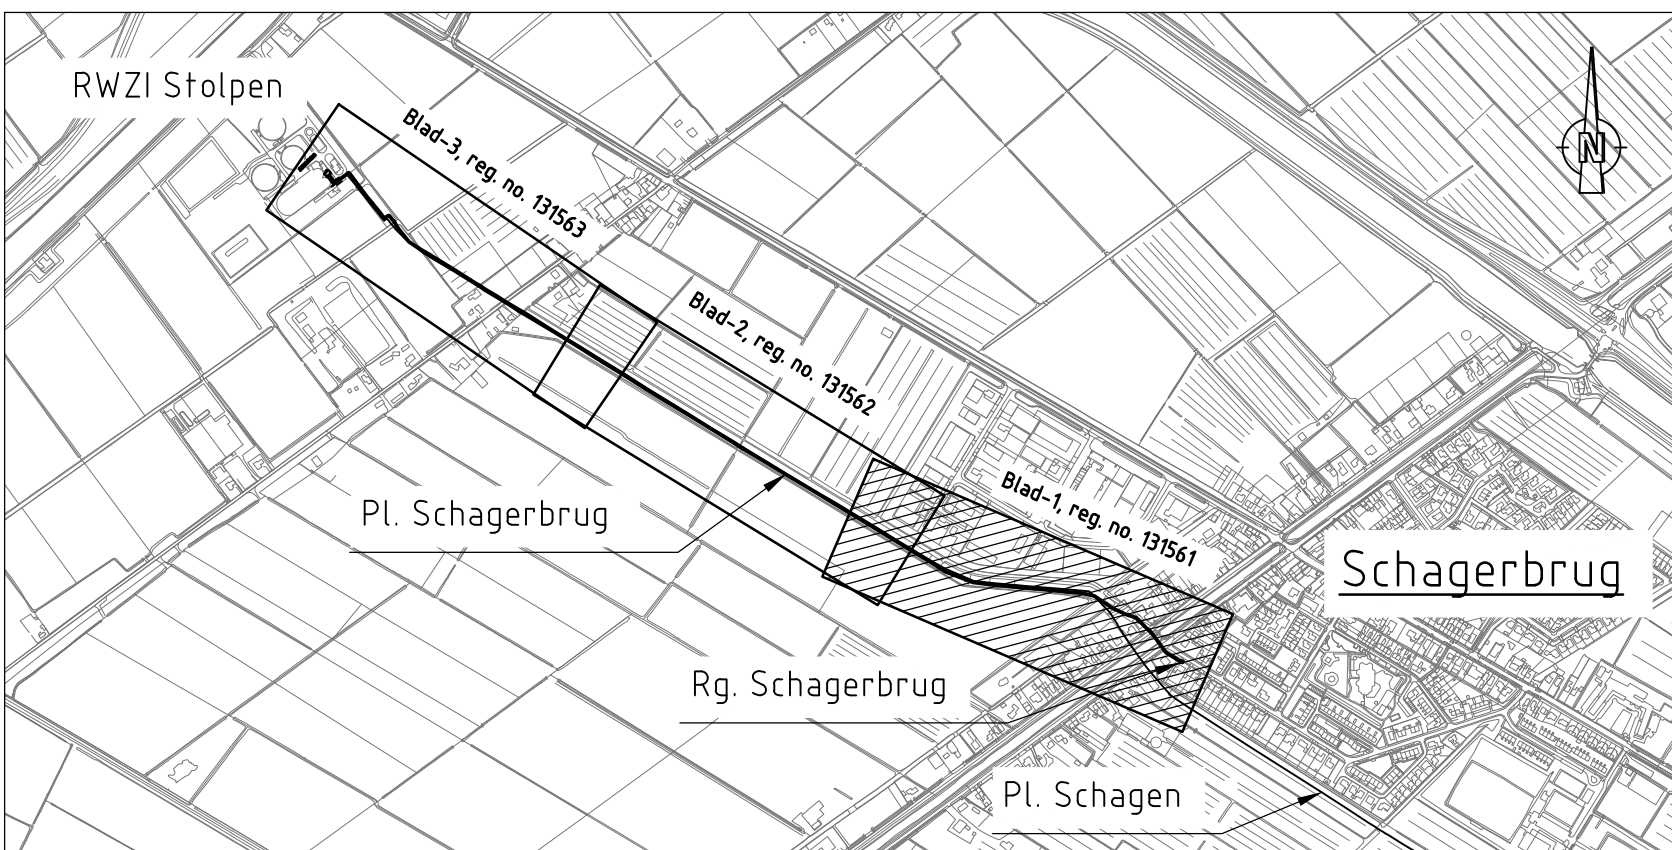 RWZI Stolpen
Blad-3, reg. no. 131563
Blad-2, reg. no. 131562
Blad-1, reg. no. 131561
N
Pl. Schagerbrug
Schagerbrug
Rg. Schagerbrug
Pl. Schagen